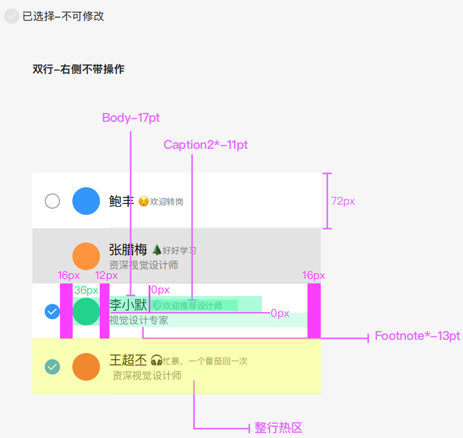 已选择-不可修改
双行-右侧不带操作
Body-17pt
Caption2*-11pt
鲍丰 😏欢迎转岗
72px
张腊梅 🌲好好学习
资深视觉设计师
16px
12px
16px
36px
0px
李小默 😊欢迎推荐设计师
0px
视觉设计专家
Footnote*-13pt
王超丕 🎧忙暴，一个番茄回一次
资深视觉设计师
整行热区